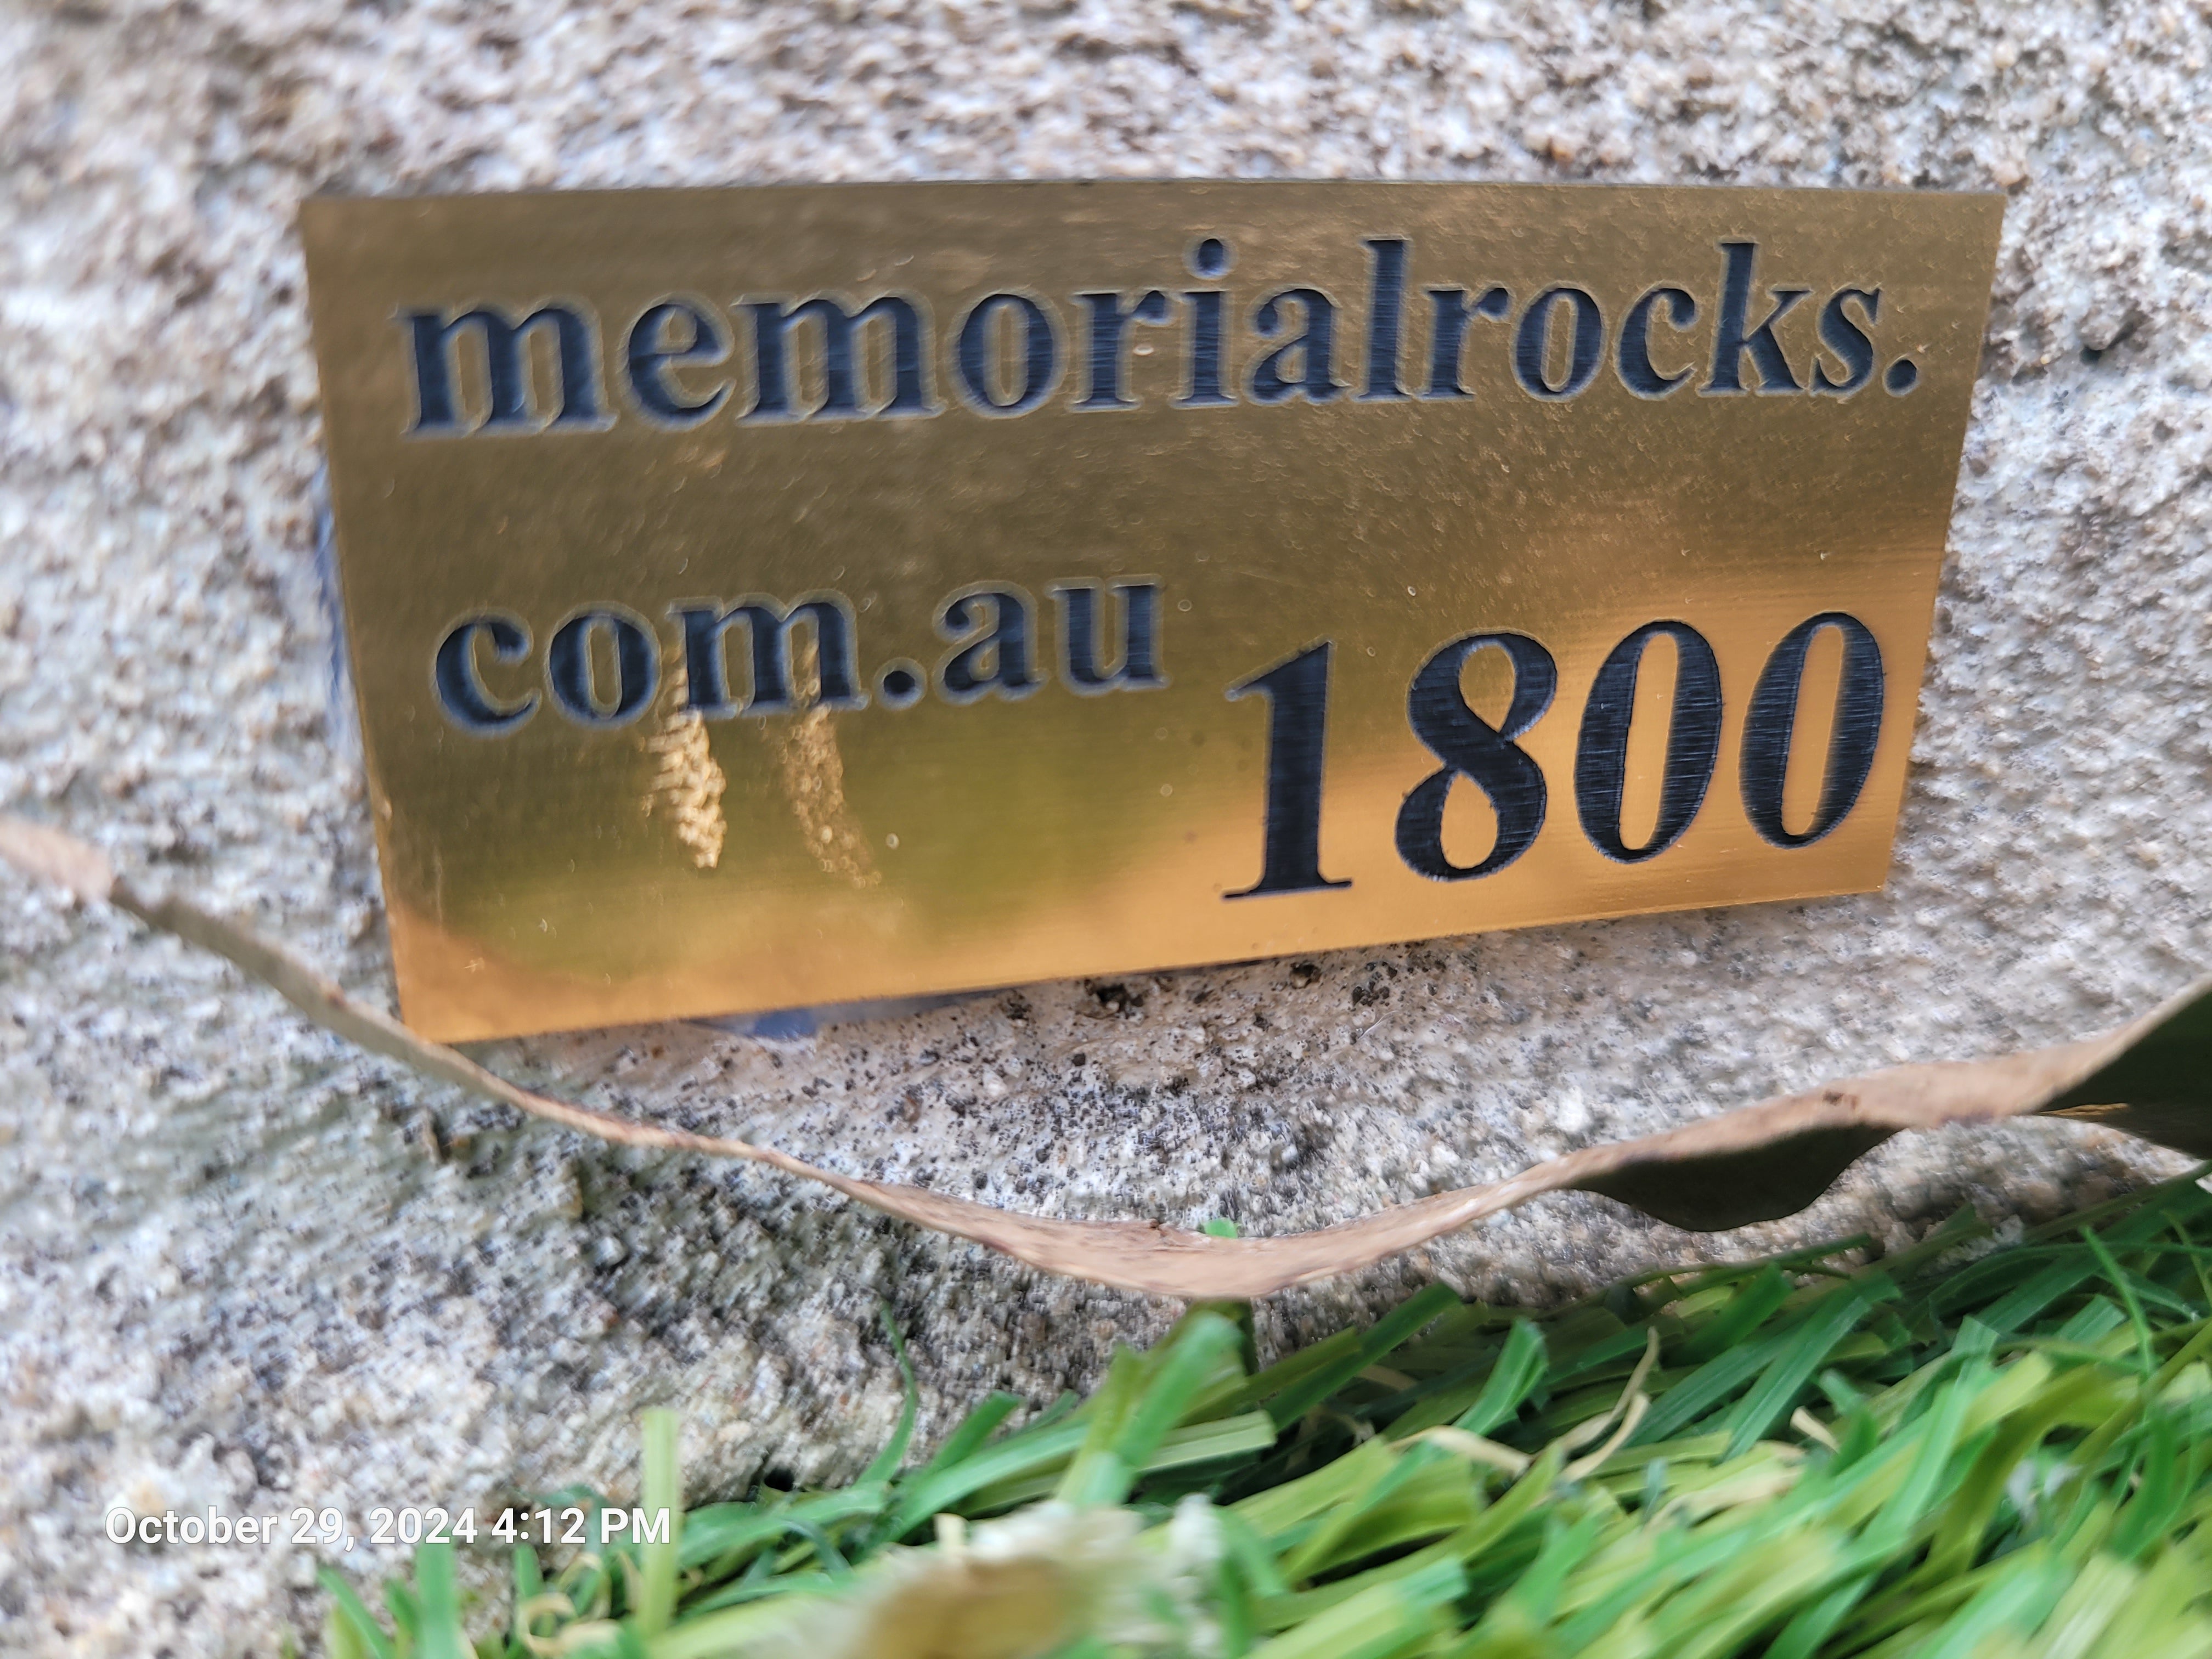 memorialrocks.
com.au
1800
October 29, 2024 4:12 PM